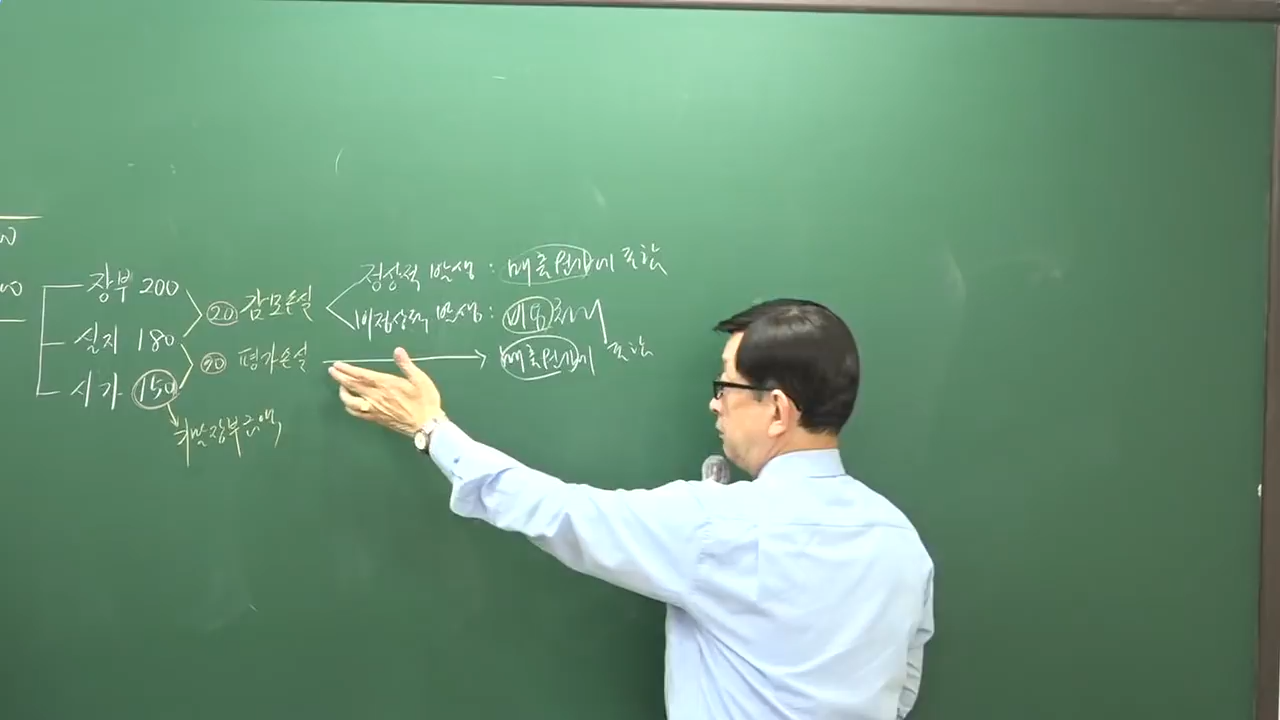 장부 200
실지 180
시가 150
기말장부금액
20 감모손실
30 평가손실
정상적 발생 : 매출원가에 포함
비정상적 발생 : 비용처리
매출원가에 포함